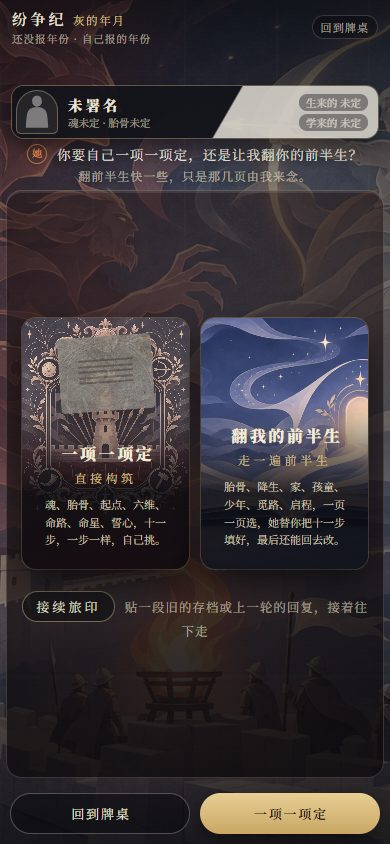 纷争纪 灰的年月
还没报年份 · 自己报的年份
回到牌桌
未署名
魂未定 · 胎骨未定
生来的 未定
学来的 未定
她 你要自己一项一项定，还是让我翻你的前半生？
翻前半生快一些，只是那几页由我来念。
一项一项定
直接构筑
魂、胎骨、起点、六维、
命路、命星、誓心，十一
步，一步一样，自己挑。
翻我的前半生
走一遍前半生
胎骨、降生、家、孩童、
少年、觅路、启程，一页
一页选，她替你把十一步
填好，最后还能回去改。
接续旅印
贴一段旧的存档或上一轮的回复，接着往
下走
回到牌桌
一项一项定